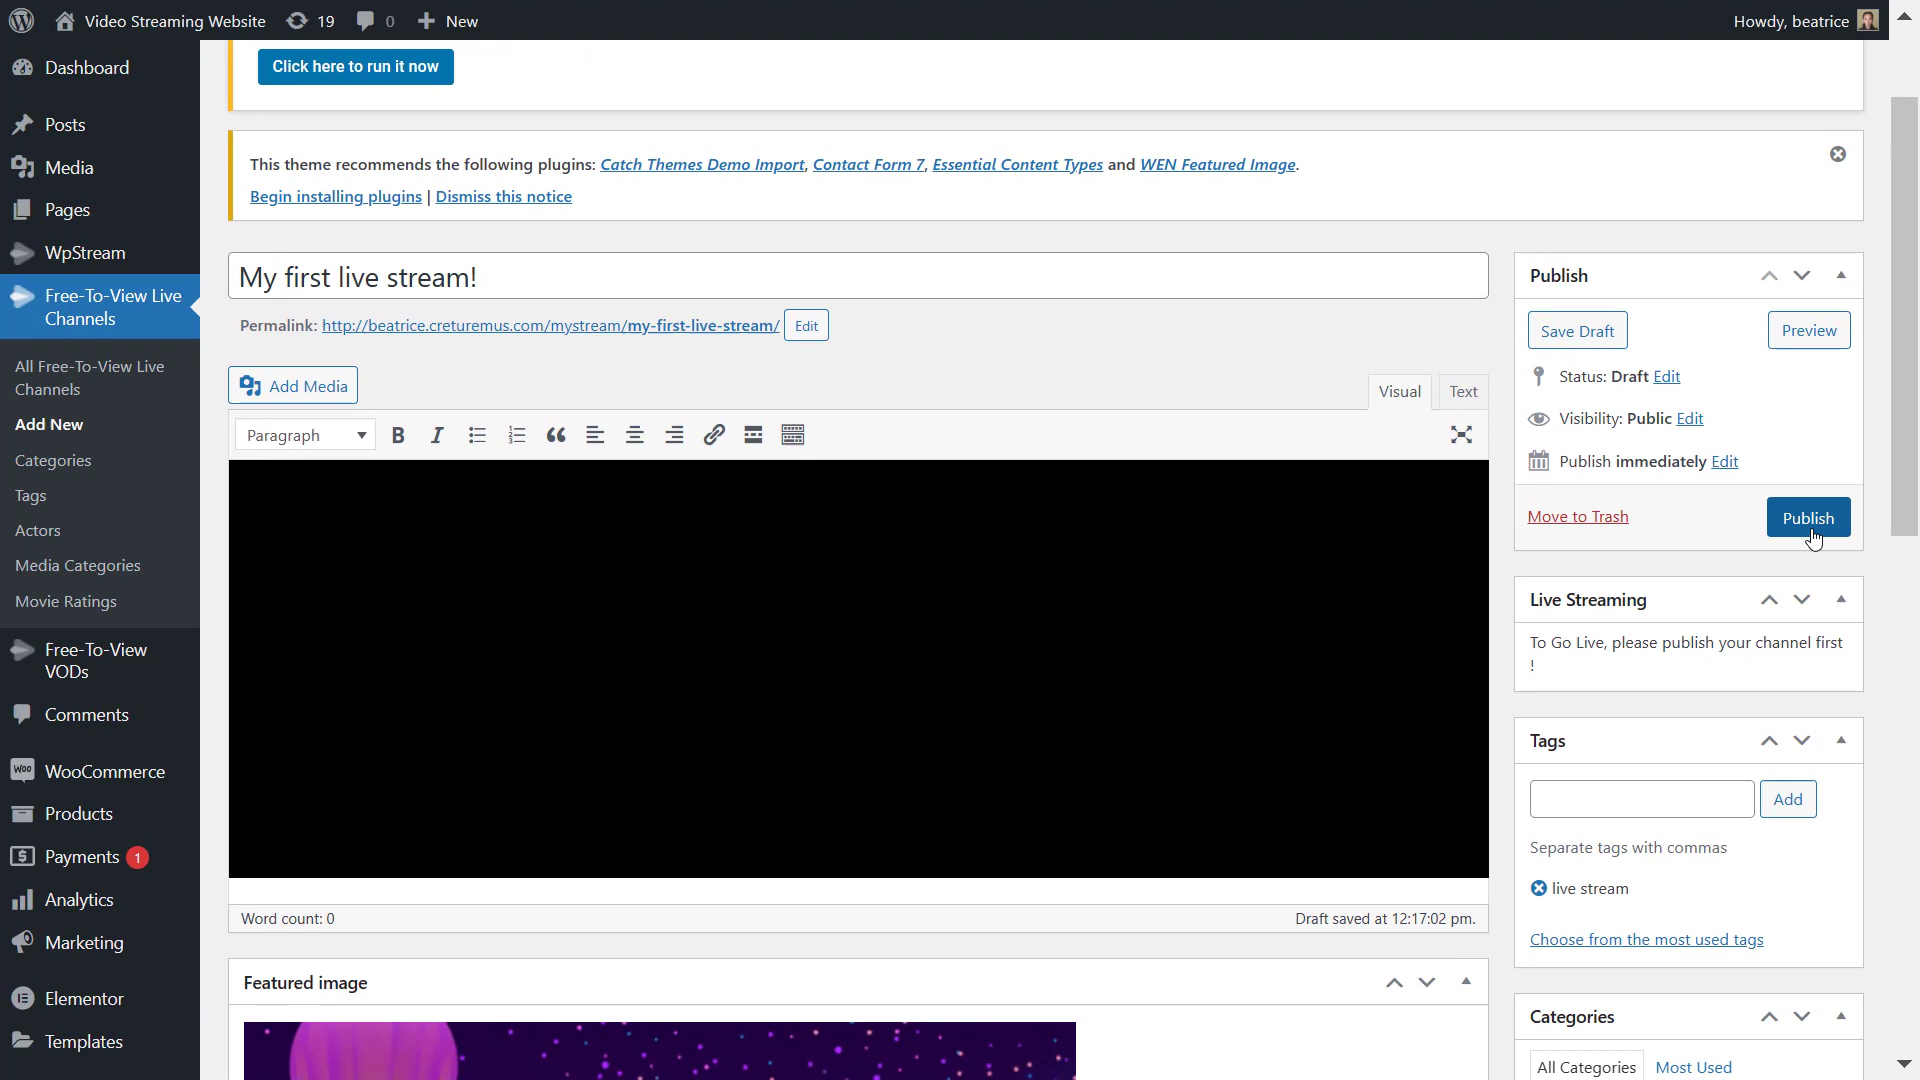 Video Streaming Website 19 0 New Howdy, beatrice
Dashboard
Posts
Media
Pages
WpStream
Free-To-View Live
Channels
All Free-To-View Live
Channels
Add New
Categories
Tags
Actors
Media Categories
Movie Ratings
Free-To-View
VODs
Comments
WooCommerce
Products
Payments 1
Analytics
Marketing
Elementor
Templates
Click here to run it now
This theme recommends the following plugins: Catch Themes Demo Import, Contact Form 7, Essential Content Types and WEN Featured Image.
Begin installing plugins | Dismiss this notice
My first live stream!
Permalink: http://beatrice.creturemus.com/mystream/my-first-live-stream/ Edit
Add Media
Visual Text
Paragraph
Word count: 0 Draft saved at 12:17:02 pm.
Featured image
Publish
Save Draft Preview
Status: Draft Edit
Visibility: Public Edit
Publish immediately Edit
Move to Trash Publish
Live Streaming
To Go Live, please publish your channel first
!
Tags
Add
Separate tags with commas
live stream
Choose from the most used tags
Categories
All Categories Most Used